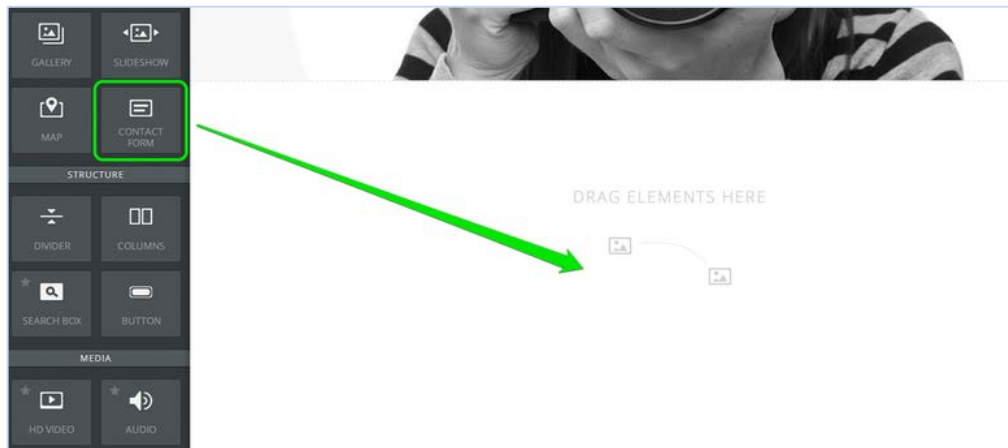 GALLERY
SLIDESHOW
MAP
CONTACT
FORM
STRUCTURE
DIVIDER
COLUMNS
SEARCH BOX
BUTTON
MEDIA
HD VIDEO
AUDIO
DRAG ELEMENTS HERE